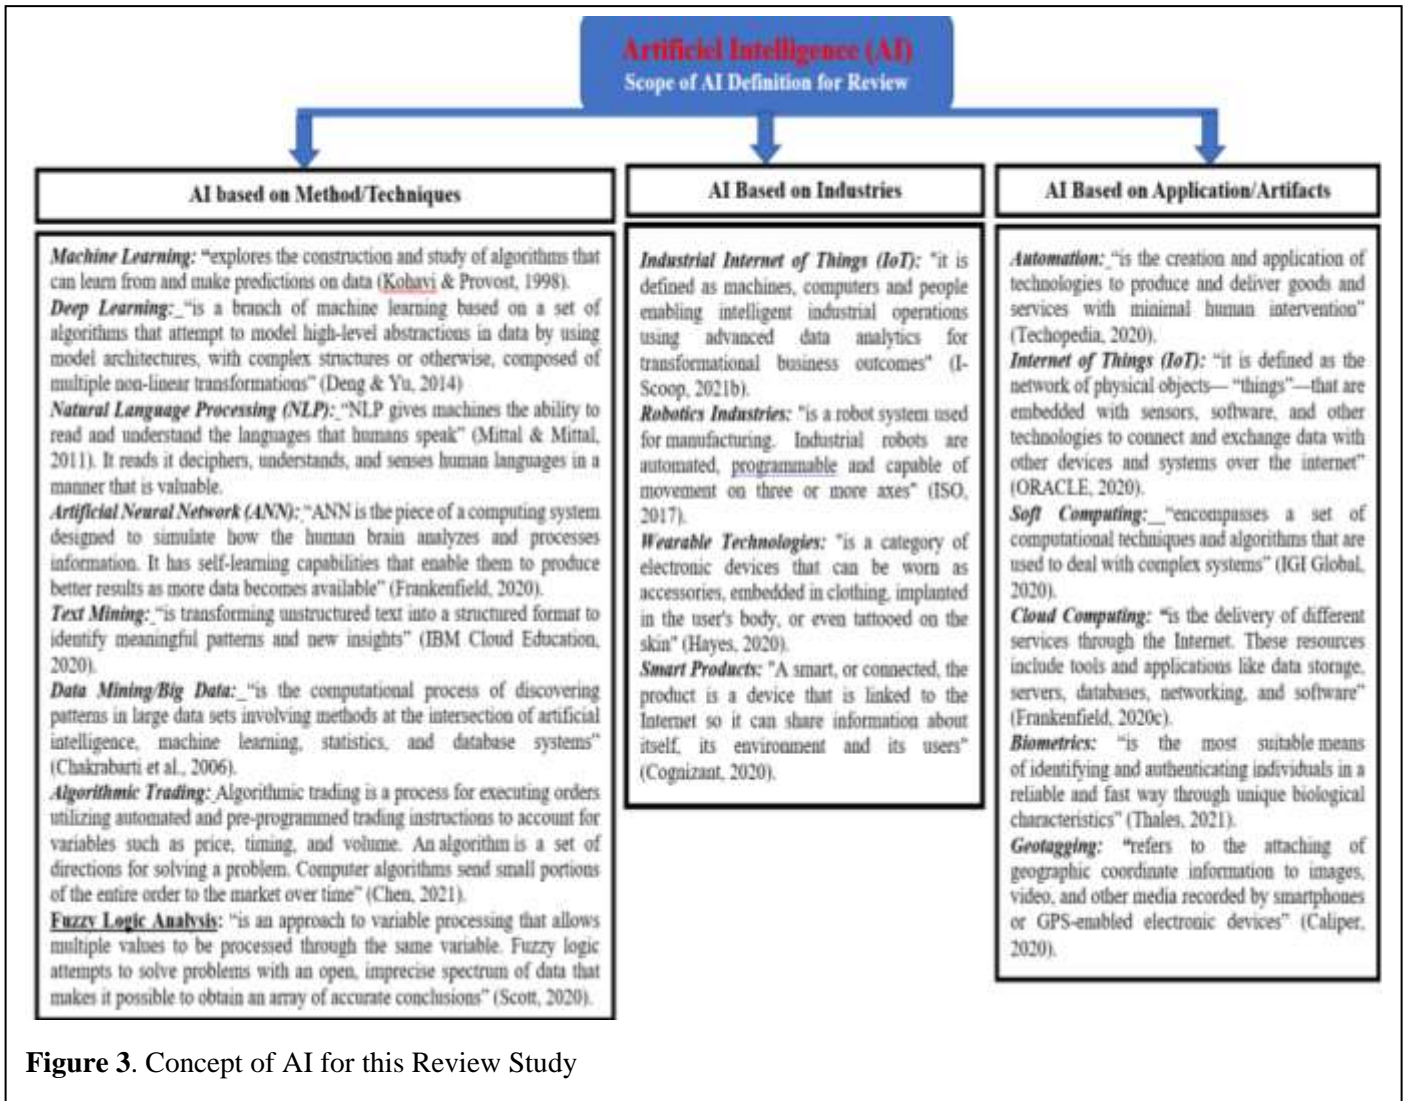 Artificiel Intelligence (AI)
Scope of AI Definition for Review
AI based on Method/Techniques
Machine Learning: “explores the construction and study of algorithms that
can learn from and make predictions on data (Kohavi & Provost, 1998).
Deep Learning: “is a branch of machine learning based on a set of
algorithms that attempt to model high-level abstractions in data by using
model architectures, with complex structures or otherwise, composed of
multiple non-linear transformations” (Deng & Yu, 2014)
Natural Language Processing (NLP): “NLP gives machines the ability to
read and understand the languages that humans speak” (Mittal & Mittal,
2011). It reads it deciphers, understands, and senses human languages in a
manner that is valuable.
Artificial Neural Network (ANN): “ANN is the piece of a computing system
designed to simulate how the human brain analyzes and processes
information. It has self-learning capabilities that enable them to produce
better results as more data becomes available” (Frankenfield, 2020).
Text Mining: “is transforming unstructured text into a structured format to
identify meaningful patterns and new insights” (IBM Cloud Education,
2020).
Data Mining/Big Data: “is the computational process of discovering
patterns in large data sets involving methods at the intersection of artificial
intelligence, machine learning, statistics, and database systems”
(Chakrabarti et al., 2006).
Algorithmic Trading: Algorithmic trading is a process for executing orders
utilizing automated and pre-programmed trading instructions to account for
variables such as price, timing, and volume. An algorithm is a set of
directions for solving a problem. Computer algorithms send small portions
of the entire order to the market over time” (Chen, 2021).
Fuzzy Logic Analysis: “is an approach to variable processing that allows
multiple values to be processed through the same variable. Fuzzy logic
attempts to solve problems with an open, imprecise spectrum of data that
makes it possible to obtain an array of accurate conclusions” (Scott, 2020).
AI Based on Industries
Industrial Internet of Things (IoT): "it is
defined as machines, computers and people
enabling intelligent industrial operations
using advanced data analytics for
transformational business outcomes" (I-
Scoop, 2021b).
Robotics Industries: "is a robot system used
for manufacturing. Industrial robots are
automated, programmable and capable of
movement on three or more axes" (ISO,
2017).
Wearable Technologies: "is a category of
electronic devices that can be worn as
accessories, embedded in clothing, implanted
in the user's body, or even tattooed on the
skin" (Hayes, 2020).
Smart Products: "A smart, or connected, the
product is a device that is linked to the
Internet so it can share information about
itself, its environment and its users"
(Cognizant, 2020).
AI Based on Application/Artifacts
Automation: “is the creation and application of
technologies to produce and deliver goods and
services with minimal human intervention”
(Techopedia, 2020).
Internet of Things (IoT): “it is defined as the
network of physical objects— “things”—that are
embedded with sensors, software, and other
technologies to connect and exchange data with
other devices and systems over the internet”
(ORACLE, 2020).
Soft Computing: “encompasses a set of
computational techniques and algorithms that are
used to deal with complex systems” (IGI Global,
2020).
Cloud Computing: “is the delivery of different
services through the Internet. These resources
include tools and applications like data storage,
servers, databases, networking, and software”
(Frankenfield, 2020c).
Biometrics: “is the most suitable means
of identifying and authenticating individuals in a
reliable and fast way through unique biological
characteristics” (Thales, 2021).
Geotagging: “refers to the attaching of
geographic coordinate information to images,
video, and other media recorded by smartphones
or GPS-enabled electronic devices” (Caliper,
2020).
Figure 3. Concept of AI for this Review Study